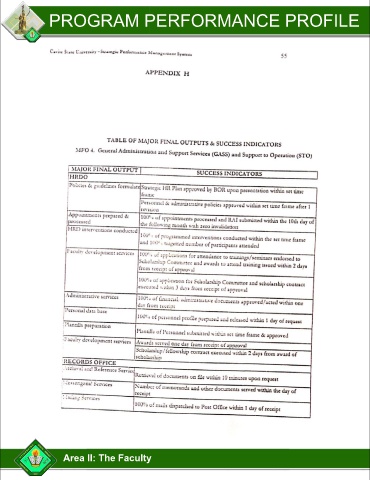 PROGRAM PERFORMANCE PROFILE
Cavite State University - Strategic Performance Management System
55
APPENDIX H
TABLE OF MAJOR FINAL OUTPUTS & SUCCESS INDICATORS
MFO 4. General Administration and Support Services (GASS) and Support to Operation (STO)
MAJOR FINAL OUTPUT SUCCESS INDICATORS
HRDO
Policies & guidelines formulated Strategic HR Plan approved by BOR upon presentation within set time
frame
Personnel & administrative policies approved within set time frame after 1
revision
Appointments prepared & 100% of appointments processed and RAI submitted within the 10th day of
processed the following month with zero invalidation
HRD interventions conducted 100% of programmed interventions conducted within the set time frame
and 100% targeted number of participants attended
Faculty development services 100% of applications for attendance to trainings/seminars endorsed to
Scholarship Committee and awards to attend training issued within 2 days
from receipt of approval
100% of applications for Scholarship Committee and scholarship contract
executed within 3 days from receipt of approval
Administrative services 100% of financial, administrative documents approved/acted within one
day from receipt
Personal data base 100% of personnel profile prepared and released within 1 day of request
Plantilla preparation Plantilla of Personnel submitted within set time frame & approved
Faculty development services Awards served one day from receipt of approval
Scholarship/fellowship contract executed within 2 days from award of
scholarship
RECORDS OFFICE
Retrieval and Reference Service Retrieval of documents on file within 10 minutes upon request
Messengerial Services Number of memoranda and other documents served within the day of
receipt
Mailing Services 100% of mails dispatched to Post Office within 1 day of receipt
Area II: The Faculty